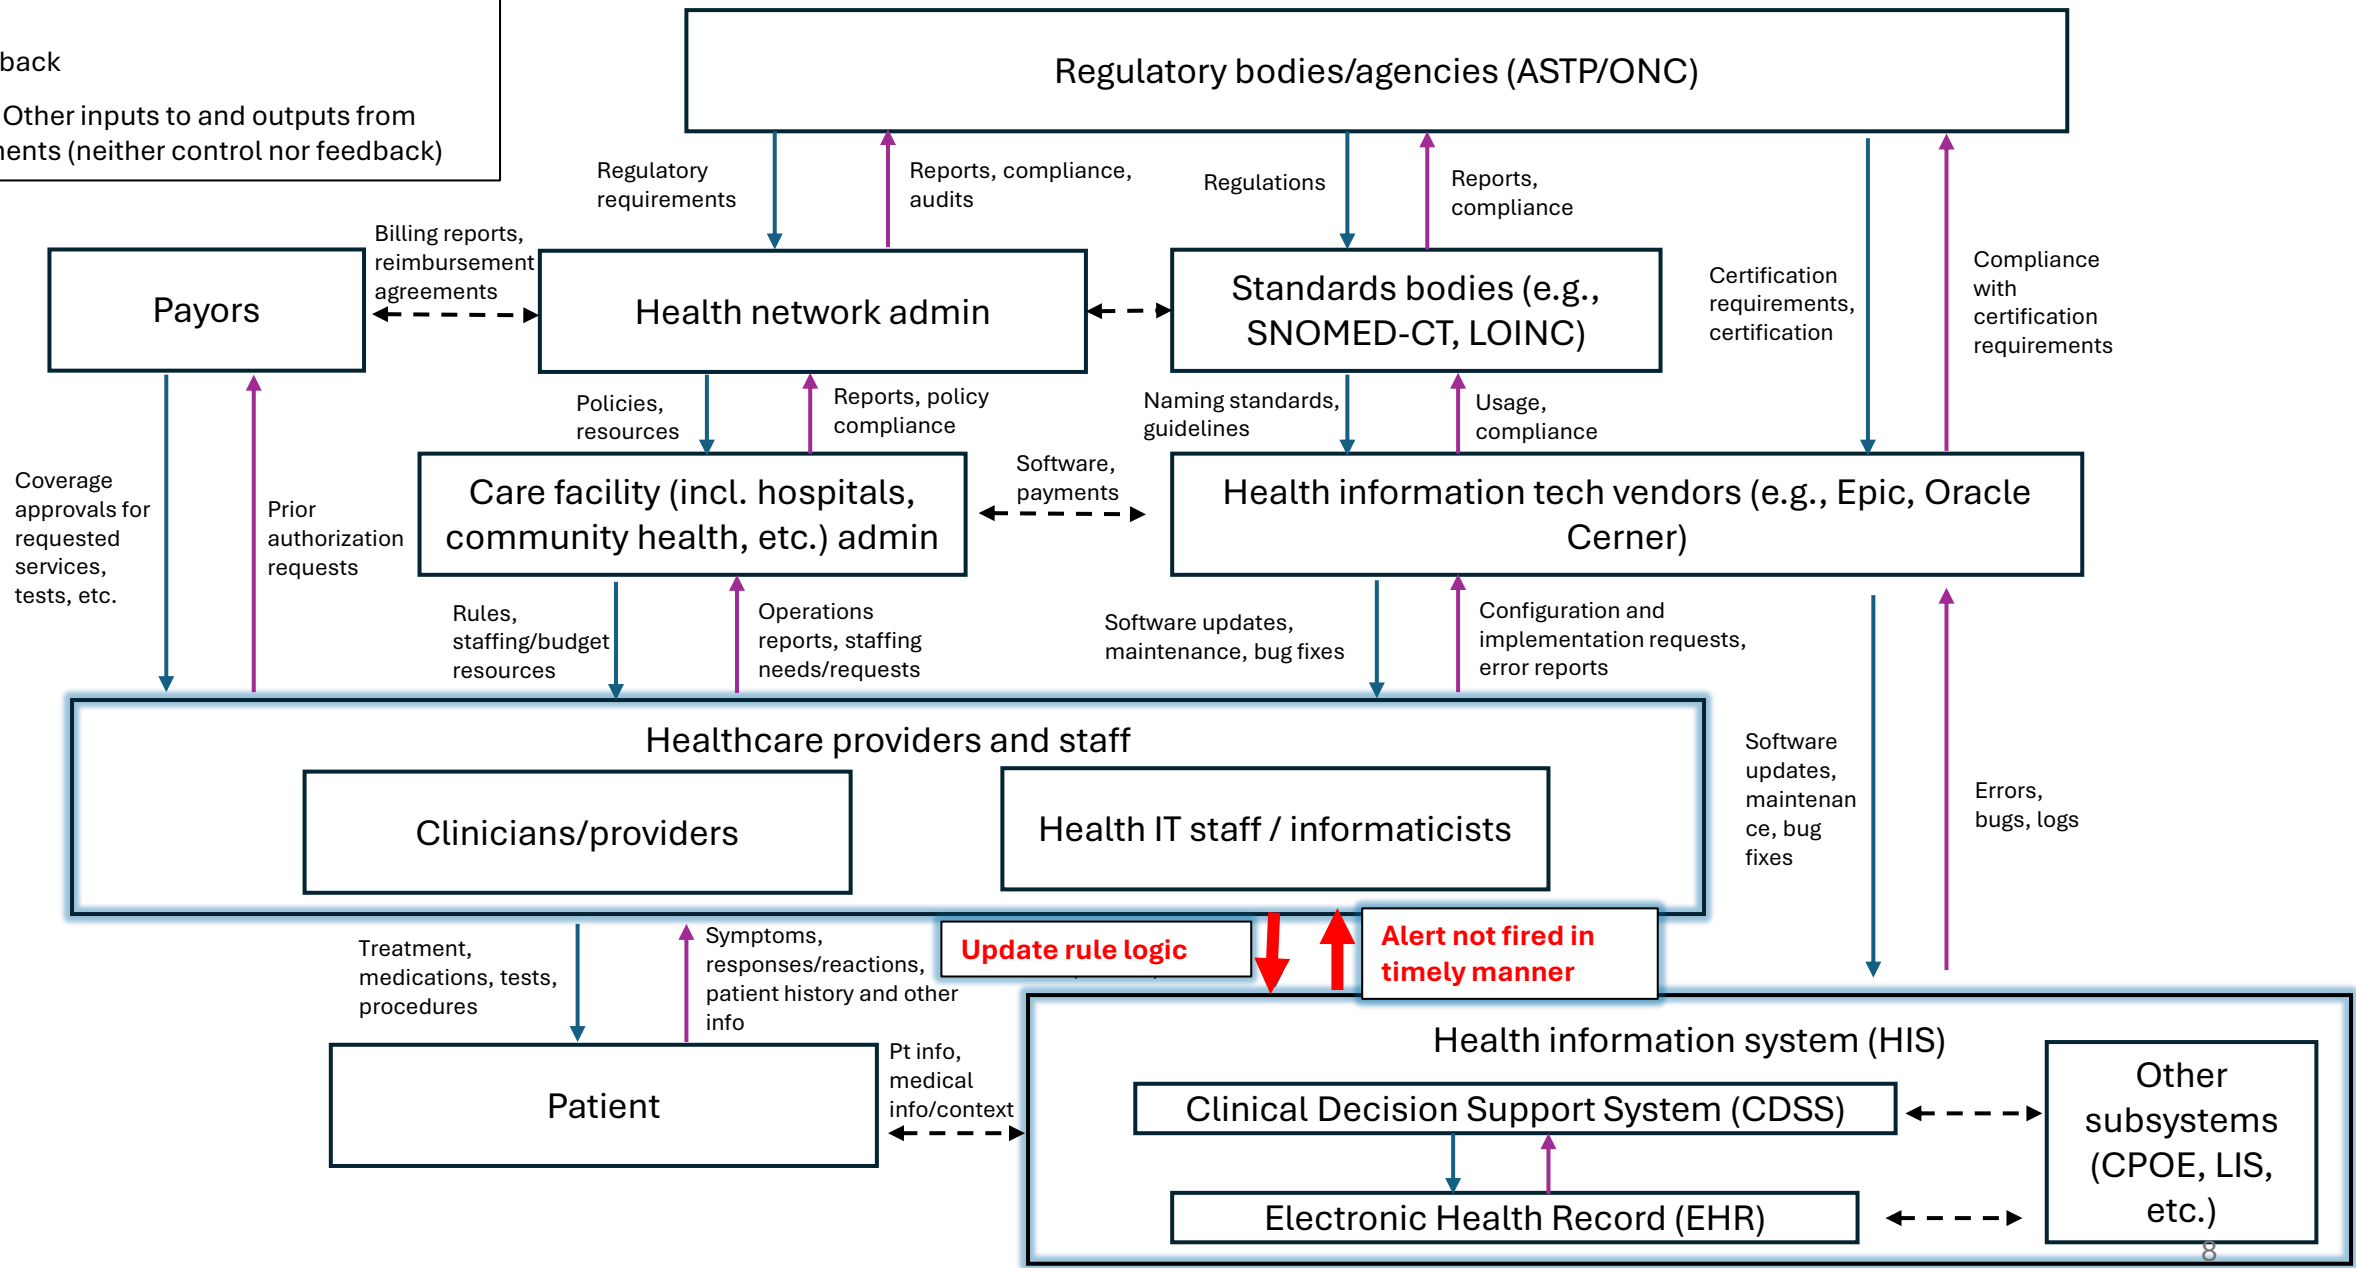 back
Other inputs to and outputs from
nents (neither control nor feedback)
Regulatory bodies/agencies (ASTP/ONC)
Regulatory
requirements
Reports, compliance,
audits
Regulations
Reports,
compliance
Certification
requirements,
certification
Compliance
with
certification
requirements
Billing reports,
reimbursement
agreements
Payors
Health network admin
Standards bodies (e.g.,
SNOMED-CT, LOINC)
Policies,
resources
Reports, policy
compliance
Naming standards,
guidelines
Usage,
compliance
Coverage
approvals for
requested
services,
tests, etc.
Prior
authorization
requests
Care facility (incl. hospitals,
community health, etc.) admin
Software,
payments
Health information tech vendors (e.g., Epic, Oracle
Cerner)
Rules,
staffing/budget
resources
Operations
reports, staffing
needs/requests
Software updates,
maintenance, bug fixes
Configuration and
implementation requests,
error reports
Software
updates,
maintenan
ce, bug
fixes
Errors,
bugs, logs
Healthcare providers and staff
Clinicians/providers
Health IT staff / informaticists
Treatment,
medications, tests,
procedures
Symptoms,
responses/reactions,
patient history and other
info
Update rule logic
Alert not fired in
timely manner
Patient
Pt info,
medical
info/context
Health information system (HIS)
Clinical Decision Support System (CDSS)
Electronic Health Record (EHR)
Other
subsystems
(CPOE, LIS,
etc.)
8